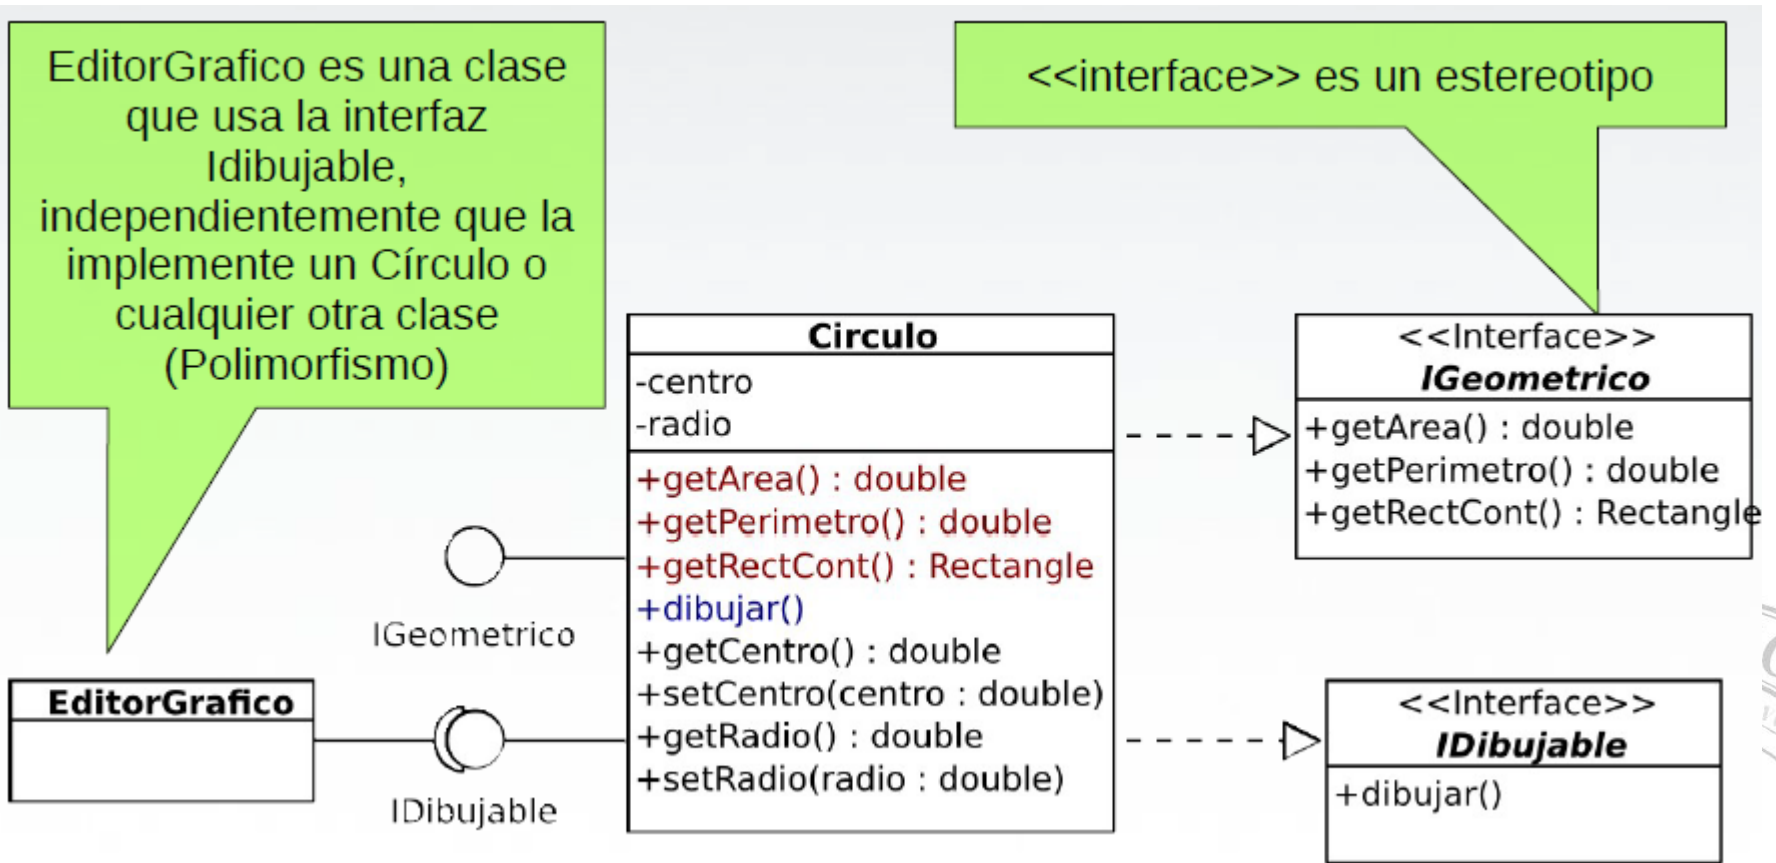 EditorGrafico es una clase
que usa la interfaz
Idibujable,
independientemente que la
implemente un Círculo o
cualquier otra clase
(Polimorfismo)
<<interface>> es un estereotipo
Circulo
-centro
-radio
+getArea() : double
+getPerimetro() : double
+getRectCont() : Rectangle
+dibujar()
+getCentro() : double
+setCentro(centro : double)
+getRadio() : double
+setRadio(radio : double)
<<Interface>>
IGeometrico
+getArea() : double
+getPerimetro() : double
+getRectCont() : Rectangle
IGeometrico
EditorGrafico
IDibujable
<<Interface>>
IDibujable
+dibujar()